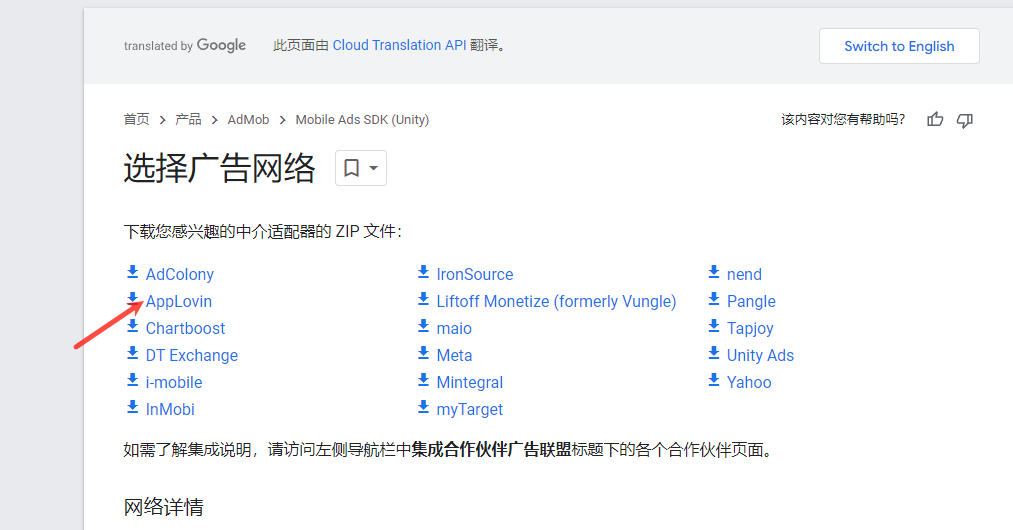 translated by Google 此页面由 Cloud Translation API 翻译。 Switch to English
首页 > 产品 > AdMob > Mobile Ads SDK (Unity) 该内容对您有帮助吗?
选择广告网络
下载您感兴趣的中介适配器的 ZIP 文件:
AdColony IronSource nend
AppLovin Liftoff Monetize (formerly Vungle) Pangle
Chartboost maio Tapjoy
DT Exchange Meta Unity Ads
i-mobile Mintegral Yahoo
InMobi myTarget
如需了解集成说明，请访问左侧导航栏中集成合作伙伴广告联盟标题下的各个合作伙伴页面。
网络详情